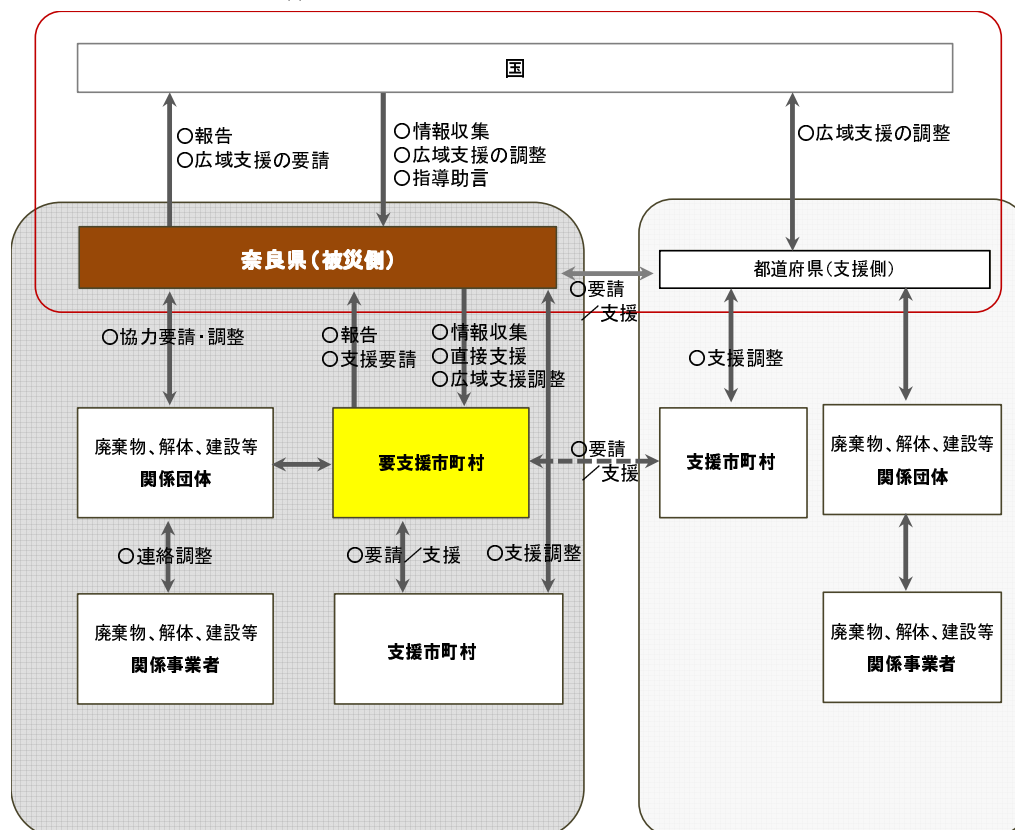 国
○報告
○広域支援の要請
○情報収集
○広域支援の調整
○指導助言
○広域支援の調整
奈良県(被災側)
都道府県(支援側)
○要請
/支援
○協力要請・調整
○報告
○支援要請
○情報収集
○直接支援
○広域支援調整
○支援調整
廃棄物、解体、建設等
関係団体
要支援市町村
○要請
/支援
支援市町村
廃棄物、解体、建設等
関係団体
○連絡調整
○要請/支援
○支援調整
廃棄物、解体、建設等
関係事業者
支援市町村
廃棄物、解体、建設等
関係事業者